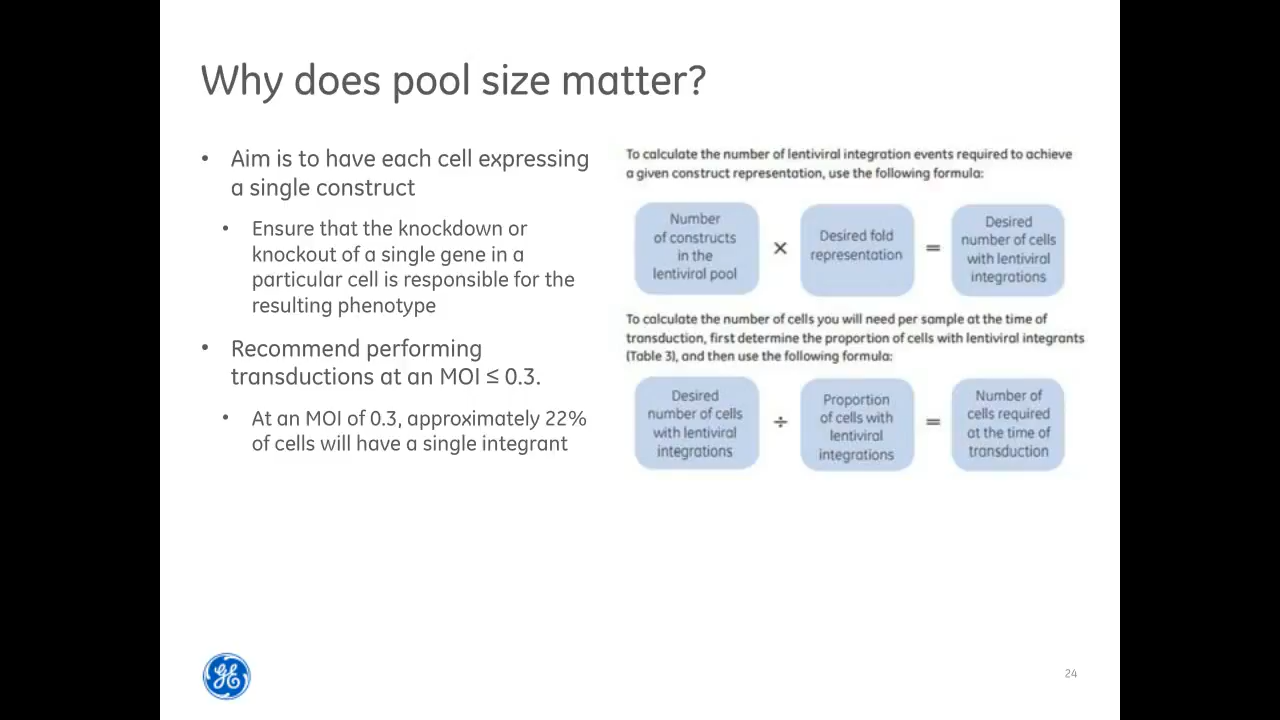 Why does pool size matter?
• Aim is to have each cell expressing
a single construct
• Ensure that the knockdown or
knockout of a single gene in a
particular cell is responsible for the
resulting phenotype
• Recommend performing
transductions at an MOI ≤ 0.3.
• At an MOI of 0.3, approximately 22%
of cells will have a single integrant
To calculate the number of lentiviral integration events required to achieve
a given construct representation, use the following formula:
Number
of constructs
in the
lentiviral pool
×
Desired fold
representation
=
Desired
number of cells
with lentiviral
integrations
To calculate the number of cells you will need per sample at the time of
transduction, first determine the proportion of cells with lentiviral integrants
(Table 3), and then use the following formula:
Desired
number of cells
with lentiviral
integrations
÷
Proportion
of cells with
lentiviral
integrations
=
Number of
cells required
at the time of
transduction
GE
24